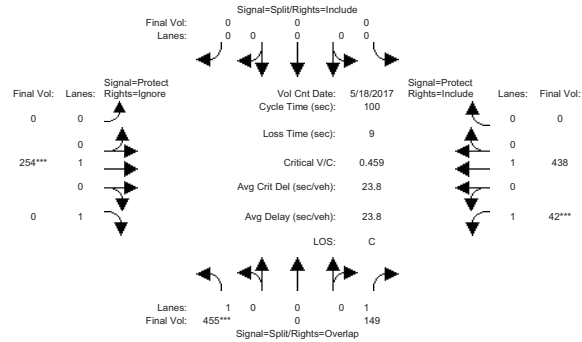 Signal=Split/Rights=Include
Final Vol: 0 0 0
Lanes: 0 0 0 0 0
Signal=Protect
Final Vol: Lanes: Rights=Ignore
Vol Cnt Date: 5/18/2017
Signal=Protect
Rights=Include Lanes: Final Vol:
Cycle Time (sec): 100
0 0
0 0
Loss Time (sec): 9
0
0
254*** 1
Critical V/C: 0.459
1 438
0
Avg Crit Del (sec/veh): 23.8
0
0 1
Avg Delay (sec/veh): 23.8
1 42***
LOS: C
Lanes: 1 0 0 0 1
Final Vol: 455*** 0 149
Signal=Split/Rights=Overlap